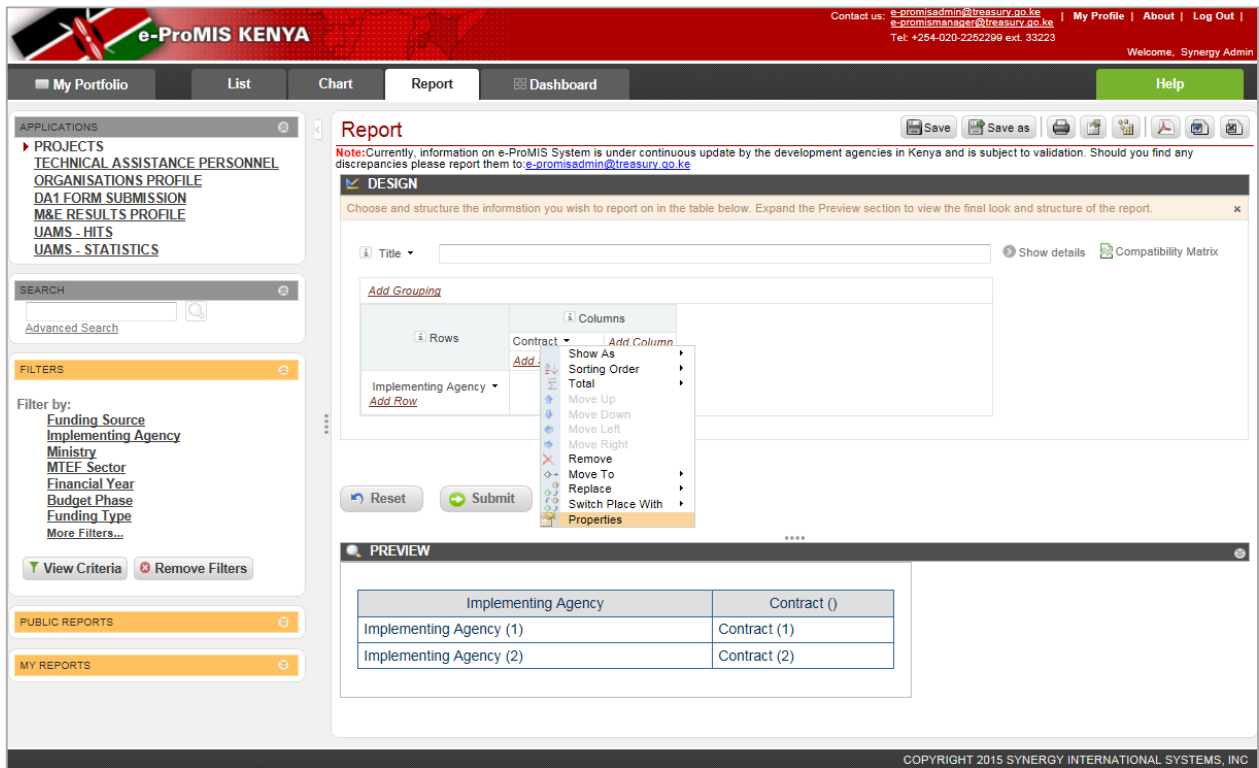 e-ProMIS KENYA
Contact us: e-promisadmin@treasury.go.ke
e-promismanager@treasury.go.ke
Tel: +254-020-2252299 ext. 33223
| My Profile | About | Log Out |
Welcome, Synergy Admin
My Portfolio List Chart Report Dashboard Help
APPLICATIONS
PROJECTS
TECHNICAL ASSISTANCE PERSONNEL
ORGANISATIONS PROFILE
DA1 FORM SUBMISSION
M&E RESULTS PROFILE
UAMS - HITS
UAMS - STATISTICS
SEARCH
Advanced Search
FILTERS
Filter by:
Funding Source
Implementing Agency
Ministry
MTEF Sector
Financial Year
Budget Phase
Funding Type
More Filters...
View Criteria Remove Filters
PUBLIC REPORTS
MY REPORTS
Report
Save Save as
Note:Currently, information on e-ProMIS System is under continuous update by the development agencies in Kenya and is subject to validation. Should you find any
discrepancies please report them to:e-promisadmin@treasury.go.ke
DESIGN
Choose and structure the information you wish to report on in the table below. Expand the Preview section to view the final look and structure of the report. x
Title Show details Compatibility Matrix
Add Grouping
Rows
Columns
Contract Add Column
Add
Implementing Agency
Add Row
Show As
Sorting Order
Total
Move Up
Move Down
Move Left
Move Right
Remove
Move To
Replace
Switch Place With
Properties
Reset Submit
PREVIEW
Implementing Agency Contract ()
Implementing Agency (1) Contract (1)
Implementing Agency (2) Contract (2)
COPYRIGHT 2015 SYNERGY INTERNATIONAL SYSTEMS, INC